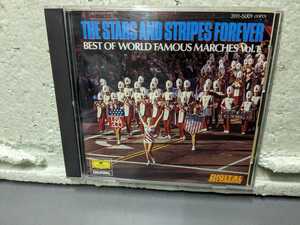 THE STARS AND STRIPES FOREVER
BEST OF WORLD FAMOUS MARCHES Vol.1
DIGITAL